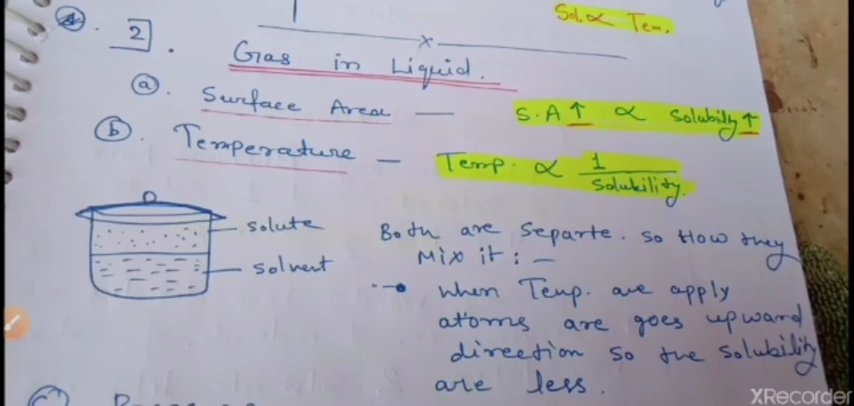 Sol. ∝ Tem.
2.
Gas in Liquid.
(a). Surface Area — S.A ↑ ∝ Solubility ↑
(b). Temperature — Temp. ∝ 1/Solubility.
solute
solvent
Both are separte. so How they
Mix it : —
when Temp. are apply
atoms are goes upward
direction so the solubility
are less.
XRecorder